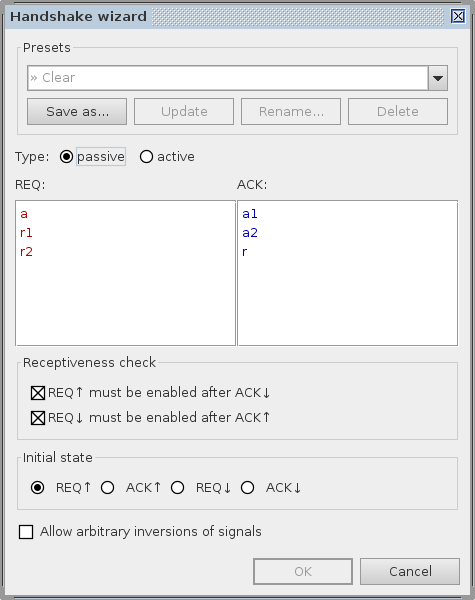 Handshake wizard
Presets
» Clear
Save as...
Update
Rename...
Delete
Type: passive active
REQ: ACK:
a
r1
r2
a1
a2
r
Receptiveness check
REQ↑ must be enabled after ACK↓
REQ↓ must be enabled after ACK↑
Initial state
REQ↑ ACK↑ REQ↓ ACK↓
Allow arbitrary inversions of signals
OK Cancel